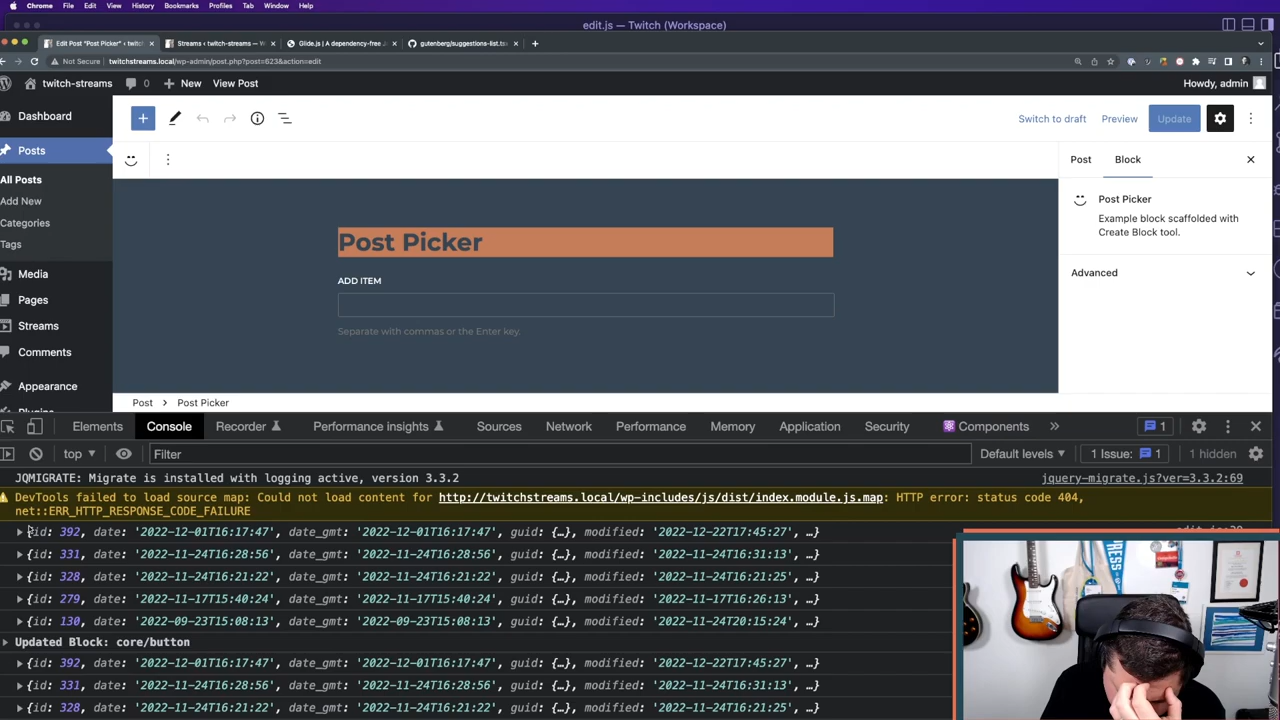 Chrome File Edit View History Bookmarks Profiles Tab Window Help
edit.js — Twitch (Workspace)
Edit Post “Post Picker” ‹ twitch Streams ‹ twitch-streams — W Glide.js | A dependency-free J gutenberg/suggestions-list.tsx
Not Secure twitchstreams.local/wp-admin/post.php?post=623&action=edit
twitch-streams 0 New View Post Howdy, admin
Dashboard
Posts
All Posts
Add New
Categories
Tags
Media
Pages
Streams
Comments
Appearance
Plugins
Switch to draft Preview Update
Post Block
Post Picker
Example block scaffolded with
Create Block tool.
Advanced
Post Picker
ADD ITEM
Separate with commas or the Enter key.
Post Post Picker
Elements Console Recorder Performance insights Sources Network Performance Memory Application Security Components 1
top Filter Default levels 1 Issue: 1 1 hidden
JQMIGRATE: Migrate is installed with logging active, version 3.3.2 jquery-migrate.js?ver=3.3.2:69
DevTools failed to load source map: Could not load content for http://twitchstreams.local/wp-includes/js/dist/index.module.js.map: HTTP error: status code 404,
net::ERR_HTTP_RESPONSE_CODE_FAILURE
{id: 392, date: '2022-12-01T16:17:47', date_gmt: '2022-12-01T16:17:47', guid: {…}, modified: '2022-12-22T17:45:27', …}
{id: 331, date: '2022-11-24T16:28:56', date_gmt: '2022-11-24T16:28:56', guid: {…}, modified: '2022-11-24T16:31:13', …}
{id: 328, date: '2022-11-24T16:21:22', date_gmt: '2022-11-24T16:21:22', guid: {…}, modified: '2022-11-24T16:21:25', …}
{id: 279, date: '2022-11-17T15:40:24', date_gmt: '2022-11-17T15:40:24', guid: {…}, modified: '2022-11-17T16:26:13', …}
{id: 130, date: '2022-09-23T15:08:13', date_gmt: '2022-09-23T15:08:13', guid: {…}, modified: '2022-11-24T20:15:24', …}
Updated Block: core/button
{id: 392, date: '2022-12-01T16:17:47', date_gmt: '2022-12-01T16:17:47', guid: {…}, modified: '2022-12-22T17:45:27', …}
{id: 331, date: '2022-11-24T16:28:56', date_gmt: '2022-11-24T16:28:56', guid: {…}, modified: '2022-11-24T16:31:13', …}
{id: 328, date: '2022-11-24T16:21:22', date_gmt: '2022-11-24T16:21:22', guid: {…}, modified: '2022-11-24T16:21:25', …}